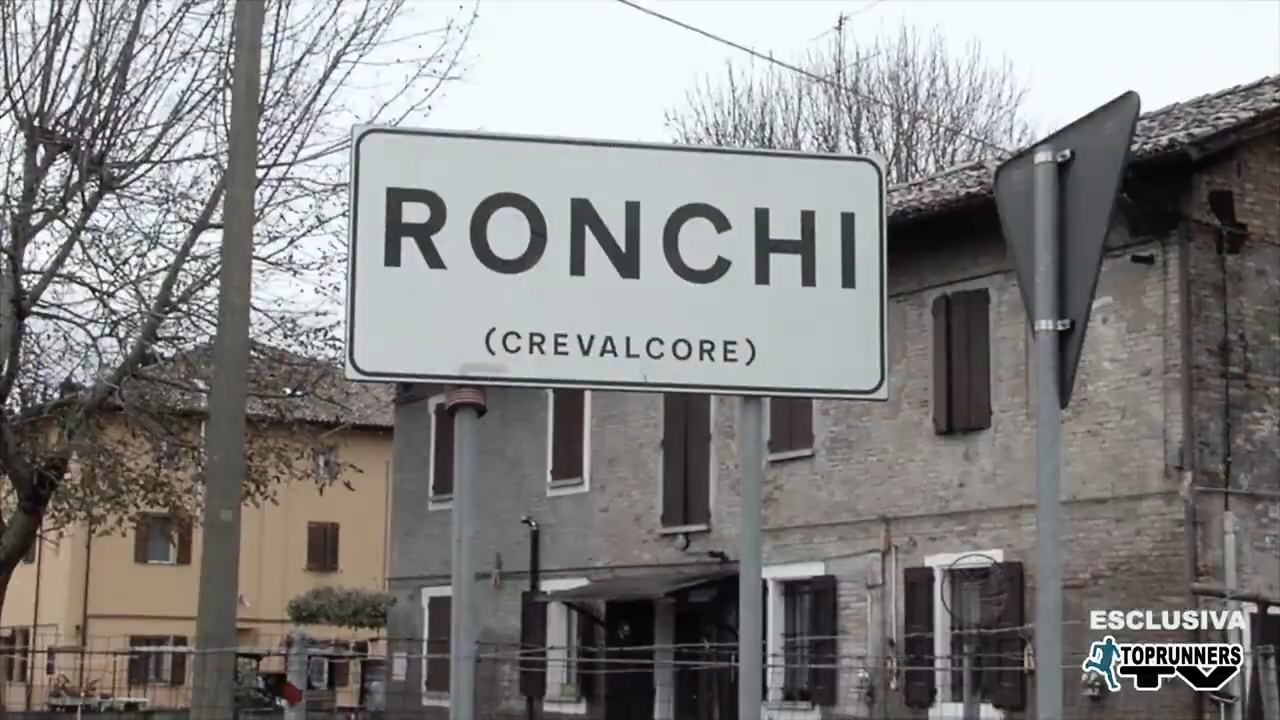 RONCHI
(CREVALCORE)
ESCLUSIVA
TOPRUNNERS
TV